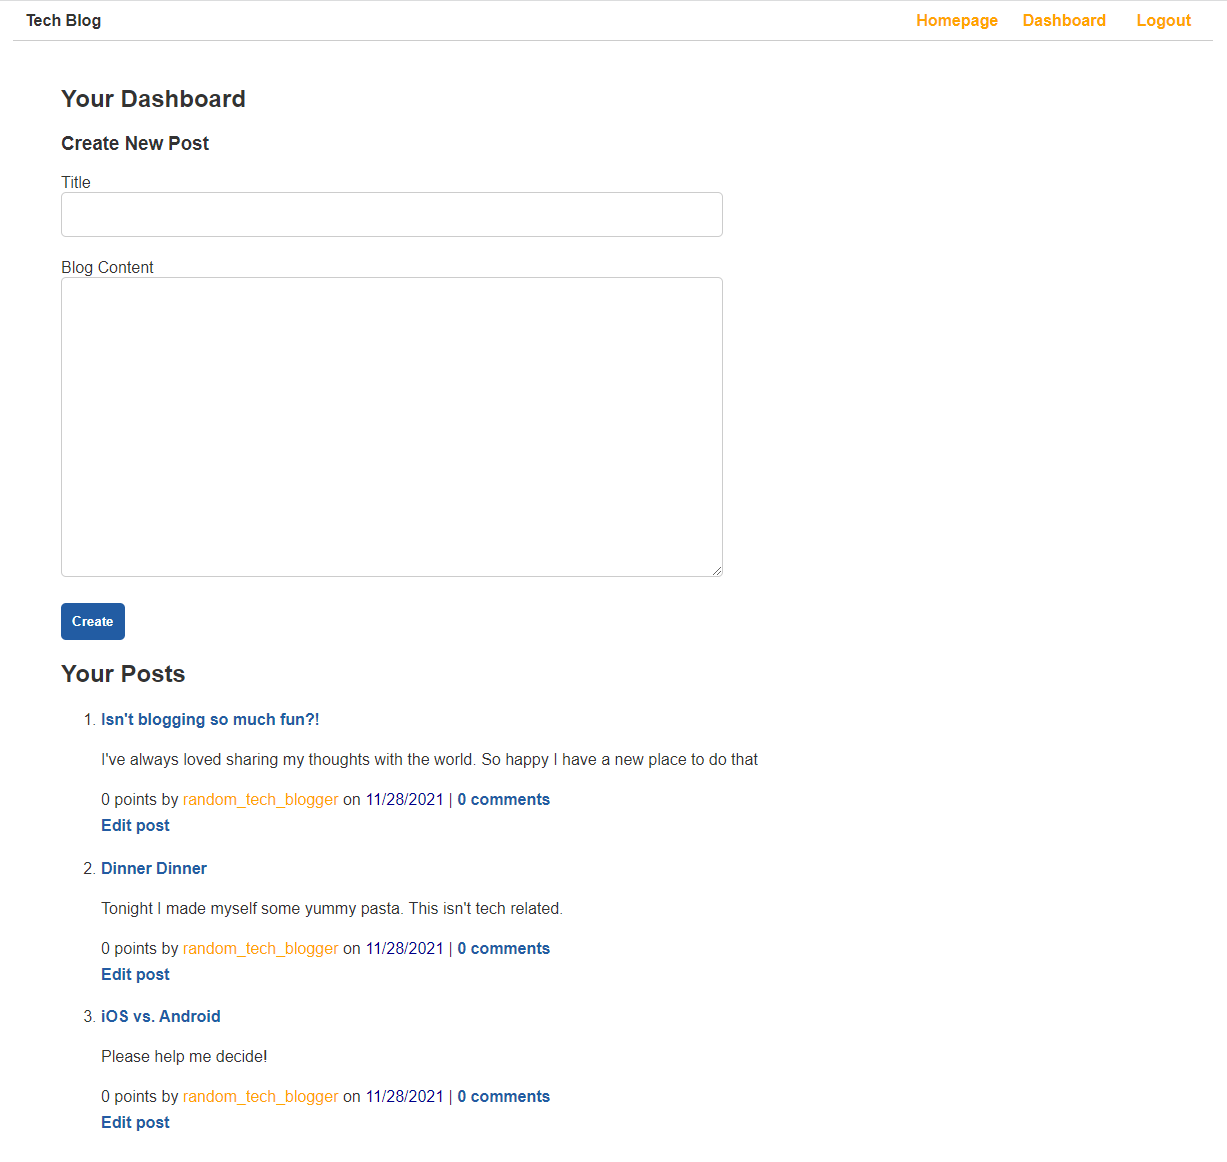 Tech Blog Homepage Dashboard Logout
Your Dashboard
Create New Post
Title
Blog Content
Create
Your Posts
1. Isn't blogging so much fun?!
I've always loved sharing my thoughts with the world. So happy I have a new place to do that
0 points by random_tech_blogger on 11/28/2021 | 0 comments
Edit post
2. Dinner Dinner
Tonight I made myself some yummy pasta. This isn't tech related.
0 points by random_tech_blogger on 11/28/2021 | 0 comments
Edit post
3. iOS vs. Android
Please help me decide!
0 points by random_tech_blogger on 11/28/2021 | 0 comments
Edit post